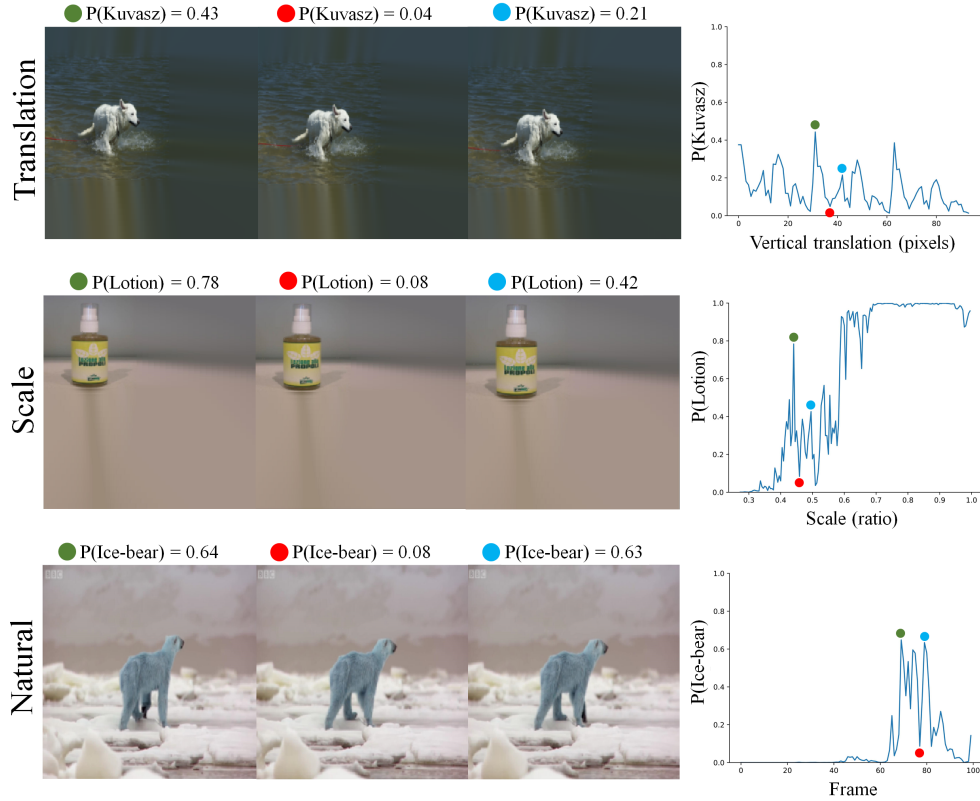 P(Kuvasz) = 0.43
P(Kuvasz) = 0.04
P(Kuvasz) = 0.21
Translation
1.0
0.8
0.6
0.4
0.2
0.0
P(Kuvasz)
0
20
40
60
80
Vertical translation (pixels)
P(Lotion) = 0.78
P(Lotion) = 0.08
P(Lotion) = 0.42
Scale
PROPOLI
PROPOLI
PROPOLI
1.0
0.8
0.6
0.4
0.2
0.0
P(Lotion)
0.3
0.4
0.5
0.6
0.7
0.8
0.9
1.0
Scale (ratio)
P(Ice-bear) = 0.64
P(Ice-bear) = 0.08
P(Ice-bear) = 0.63
Natural
1.0
0.8
0.6
0.4
0.2
0.0
P(Ice-bear)
0
20
40
60
80
100
Frame